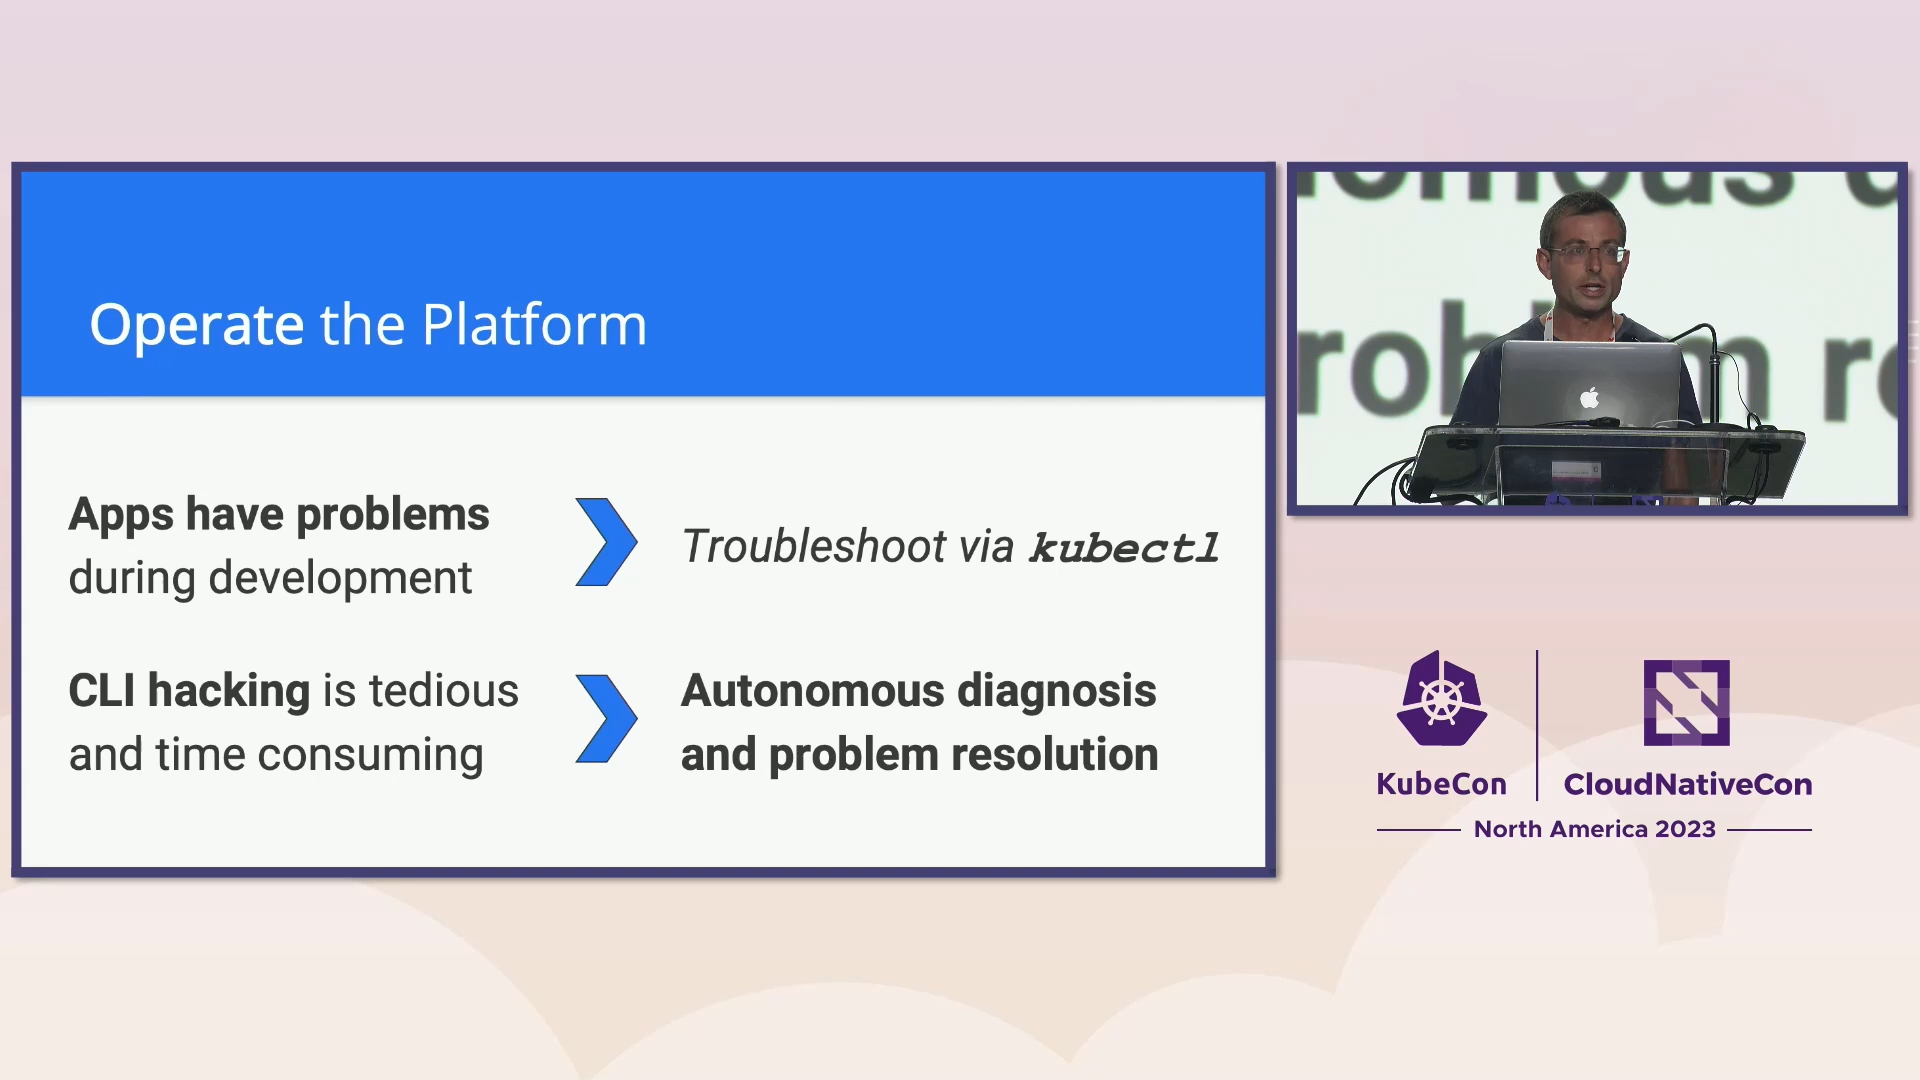 Operate the Platform
Apps have problems
during development
Troubleshoot via kubectl
CLI hacking is tedious
and time consuming
Autonomous diagnosis
and problem resolution
KubeCon
CloudNativeCon
North America 2023